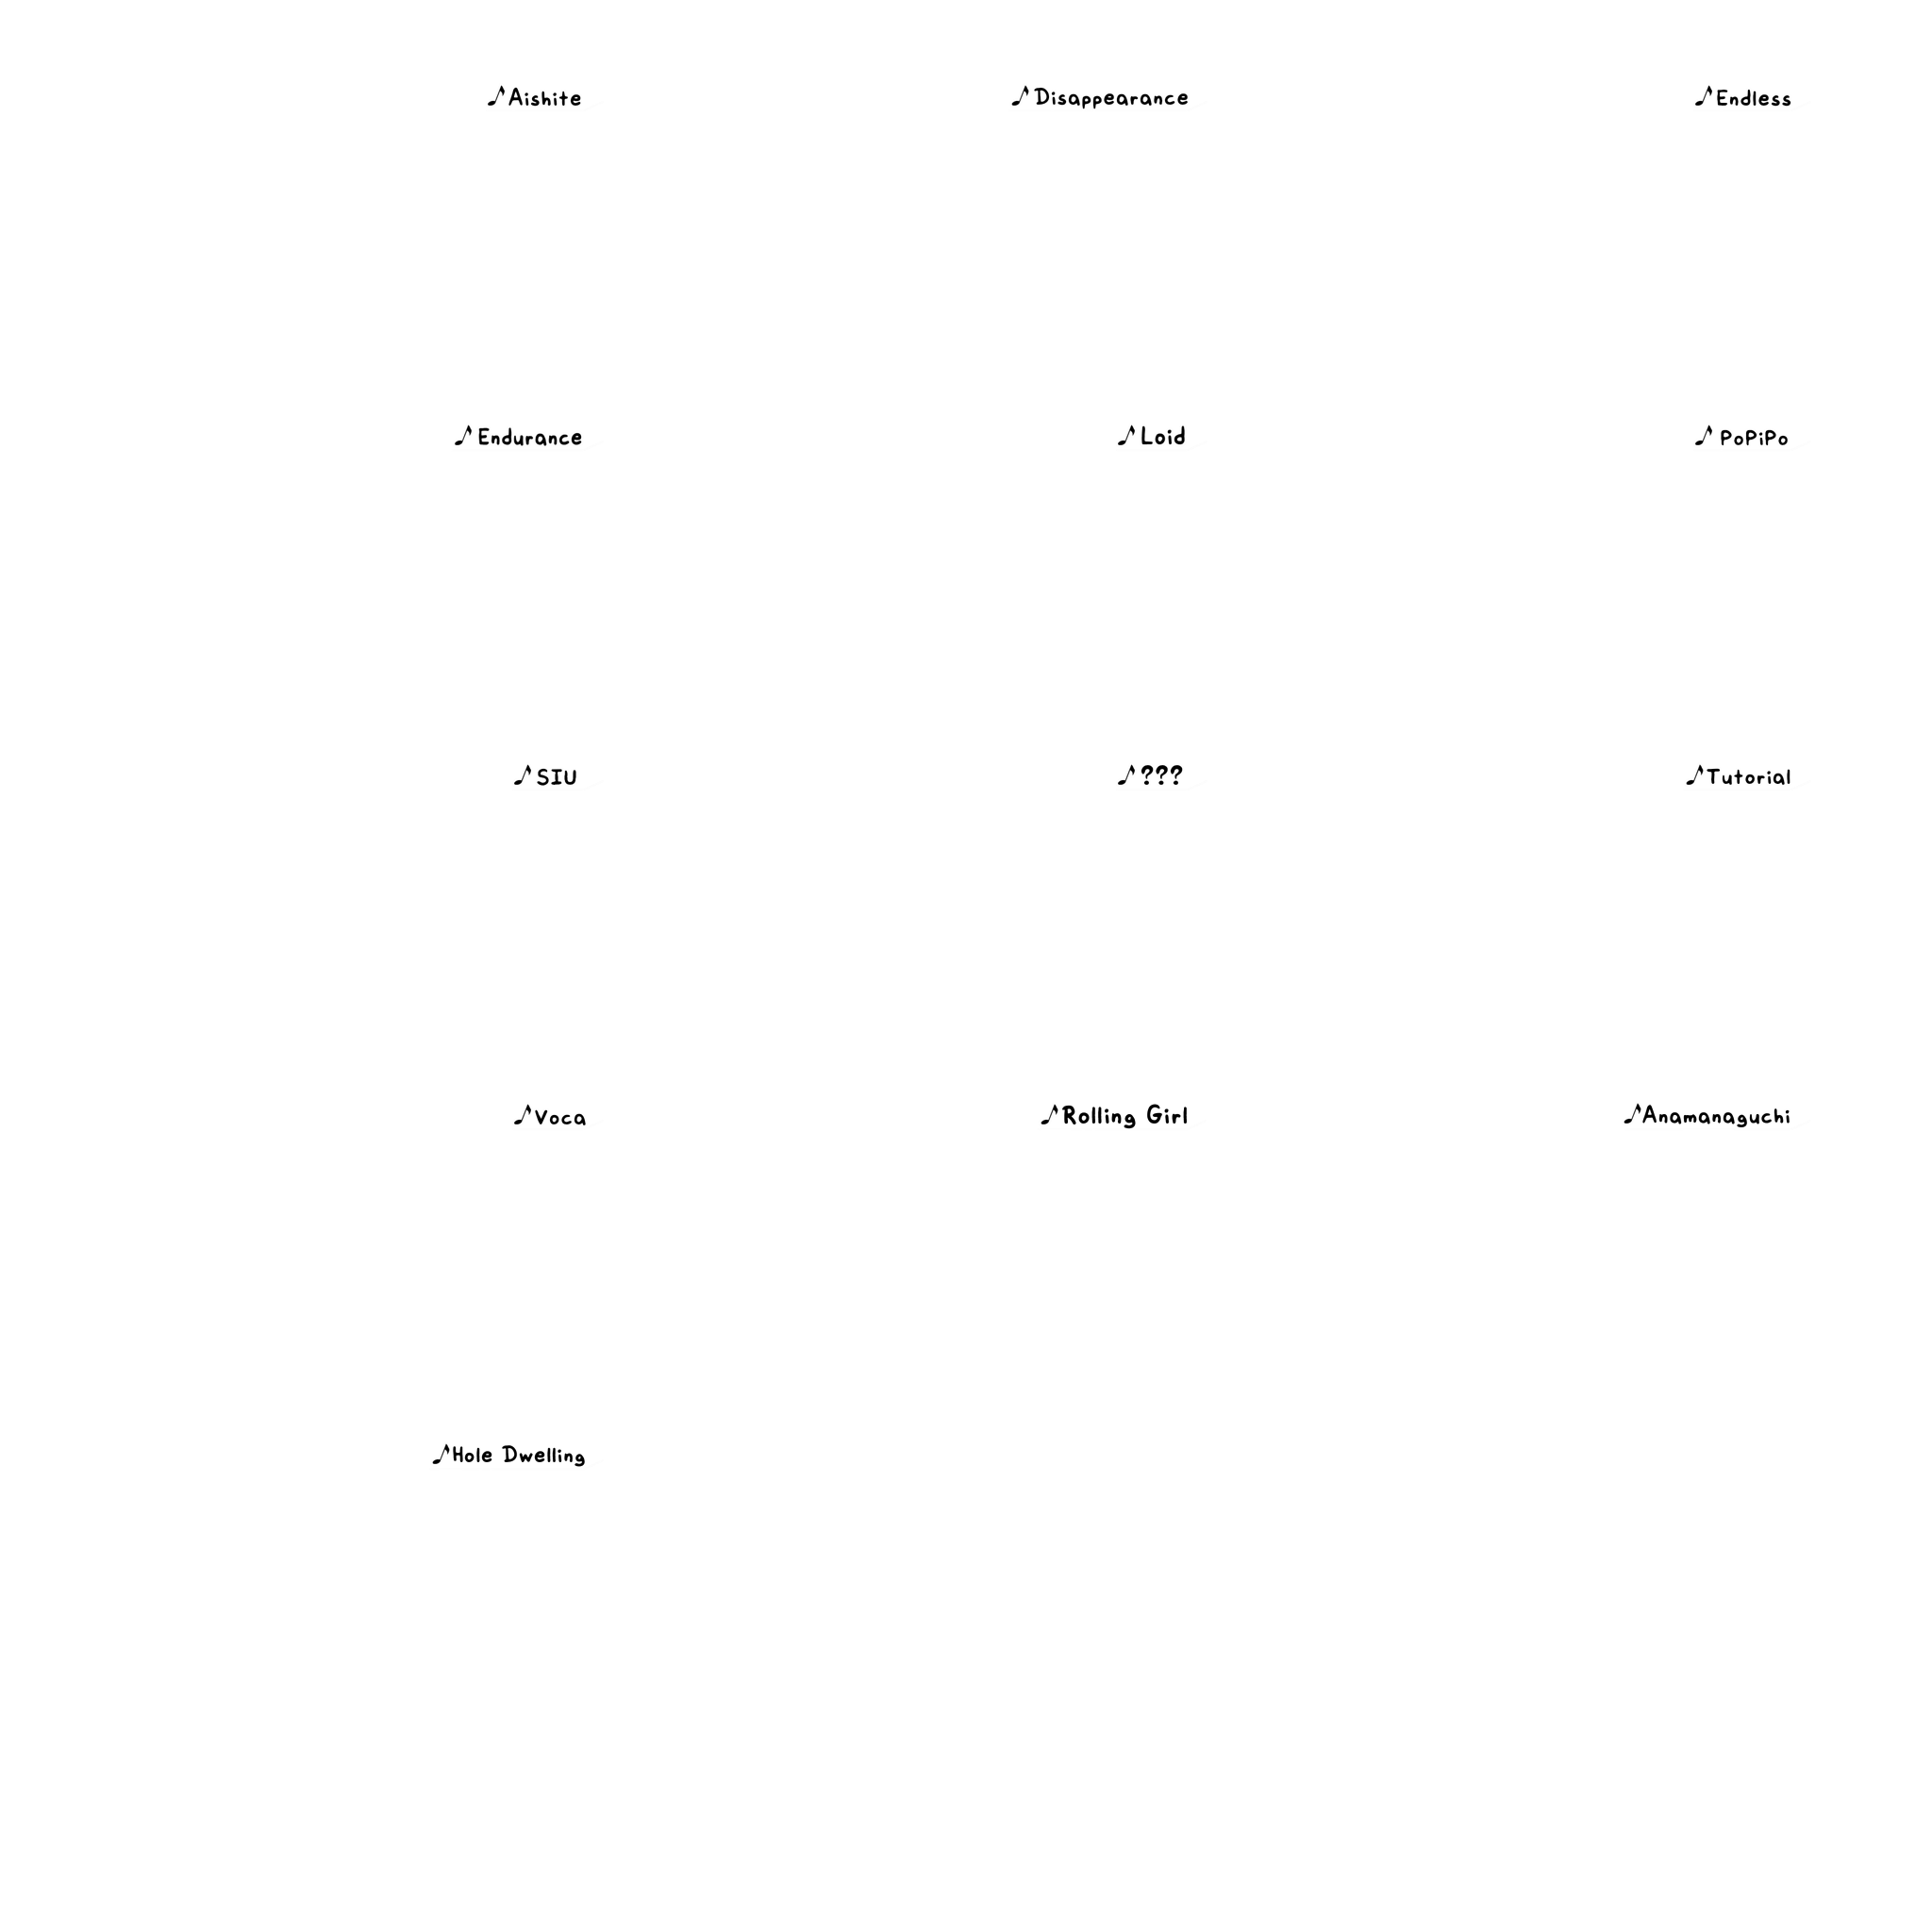 ♪Aishite
♪Disappearance
♪Endless
♪Endurance
♪Loid
♪PoPiPo
♪SIU
♪???
♪Tutorial
♪Voca
♪Rolling Girl
♪Anamanaguchi
♪Hole Dwelling